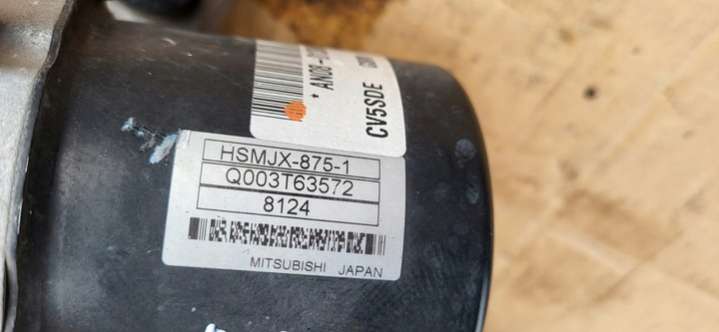 CV5SDE
HSMJX-875-1
Q003T63572
8124
MITSUBISHI JAPAN